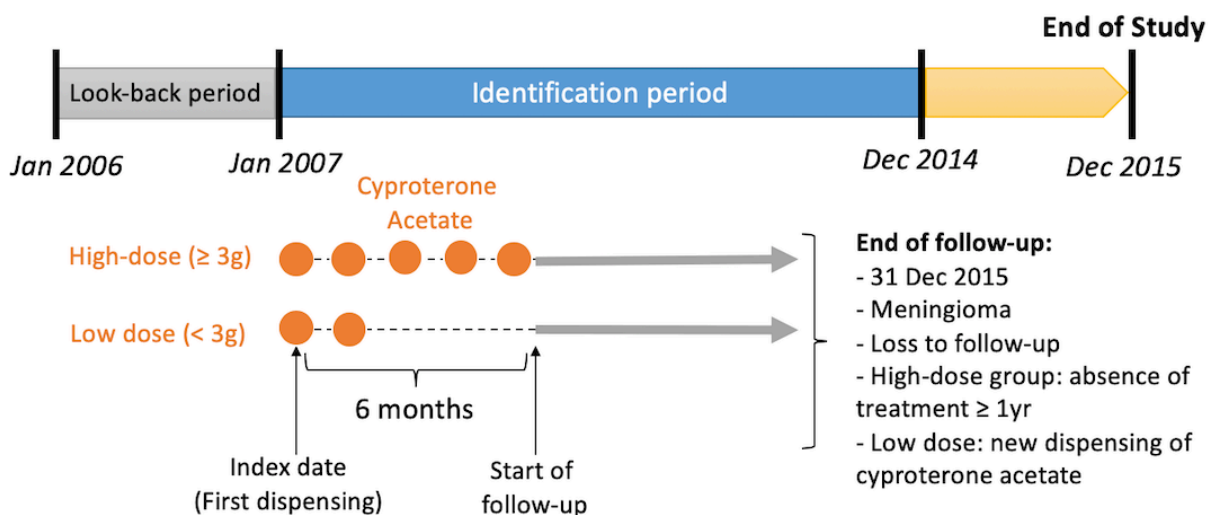 End of Study
Look-back period
Identification period
Jan 2006
Jan 2007
Dec 2014
Dec 2015
Cyproterone
Acetate
High-dose (≥ 3g)
Low dose (< 3g)
6 months
Index date
(First dispensing)
Start of
follow-up
End of follow-up:
- 31 Dec 2015
- Meningioma
- Loss to follow-up
- High-dose group: absence of
treatment ≥ 1yr
- Low dose: new dispensing of
cyproterone acetate